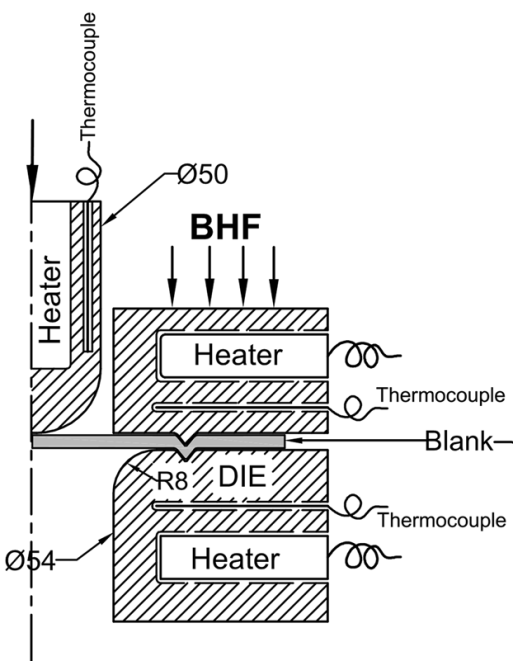 Thermocouple
Ø50
BHF
Heater
Heater
Thermocouple
Blank
R8
DIE
Thermocouple
Ø54
Heater